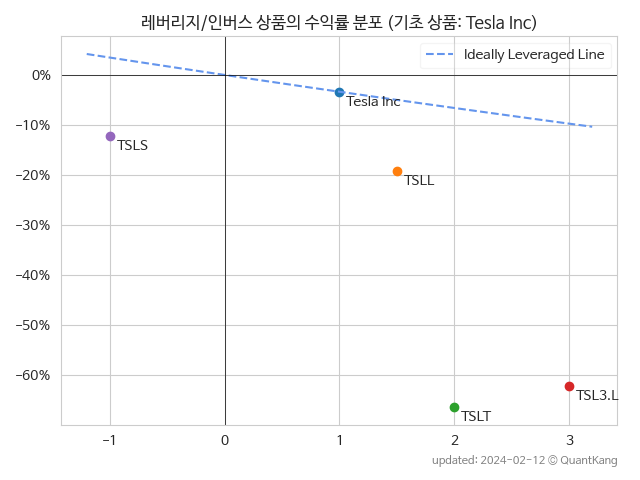 레버리지/인버스 상품의 수익률 분포 (기초 상품: Tesla Inc)
Ideally Leveraged Line
0%
Tesla Inc
−10%
TSLS
TSLL
−20%
−30%
−40%
−50%
−60%
TSL3.L
TSLT
−1 0 1 2 3
updated: 2024-02-12 © QuantKang